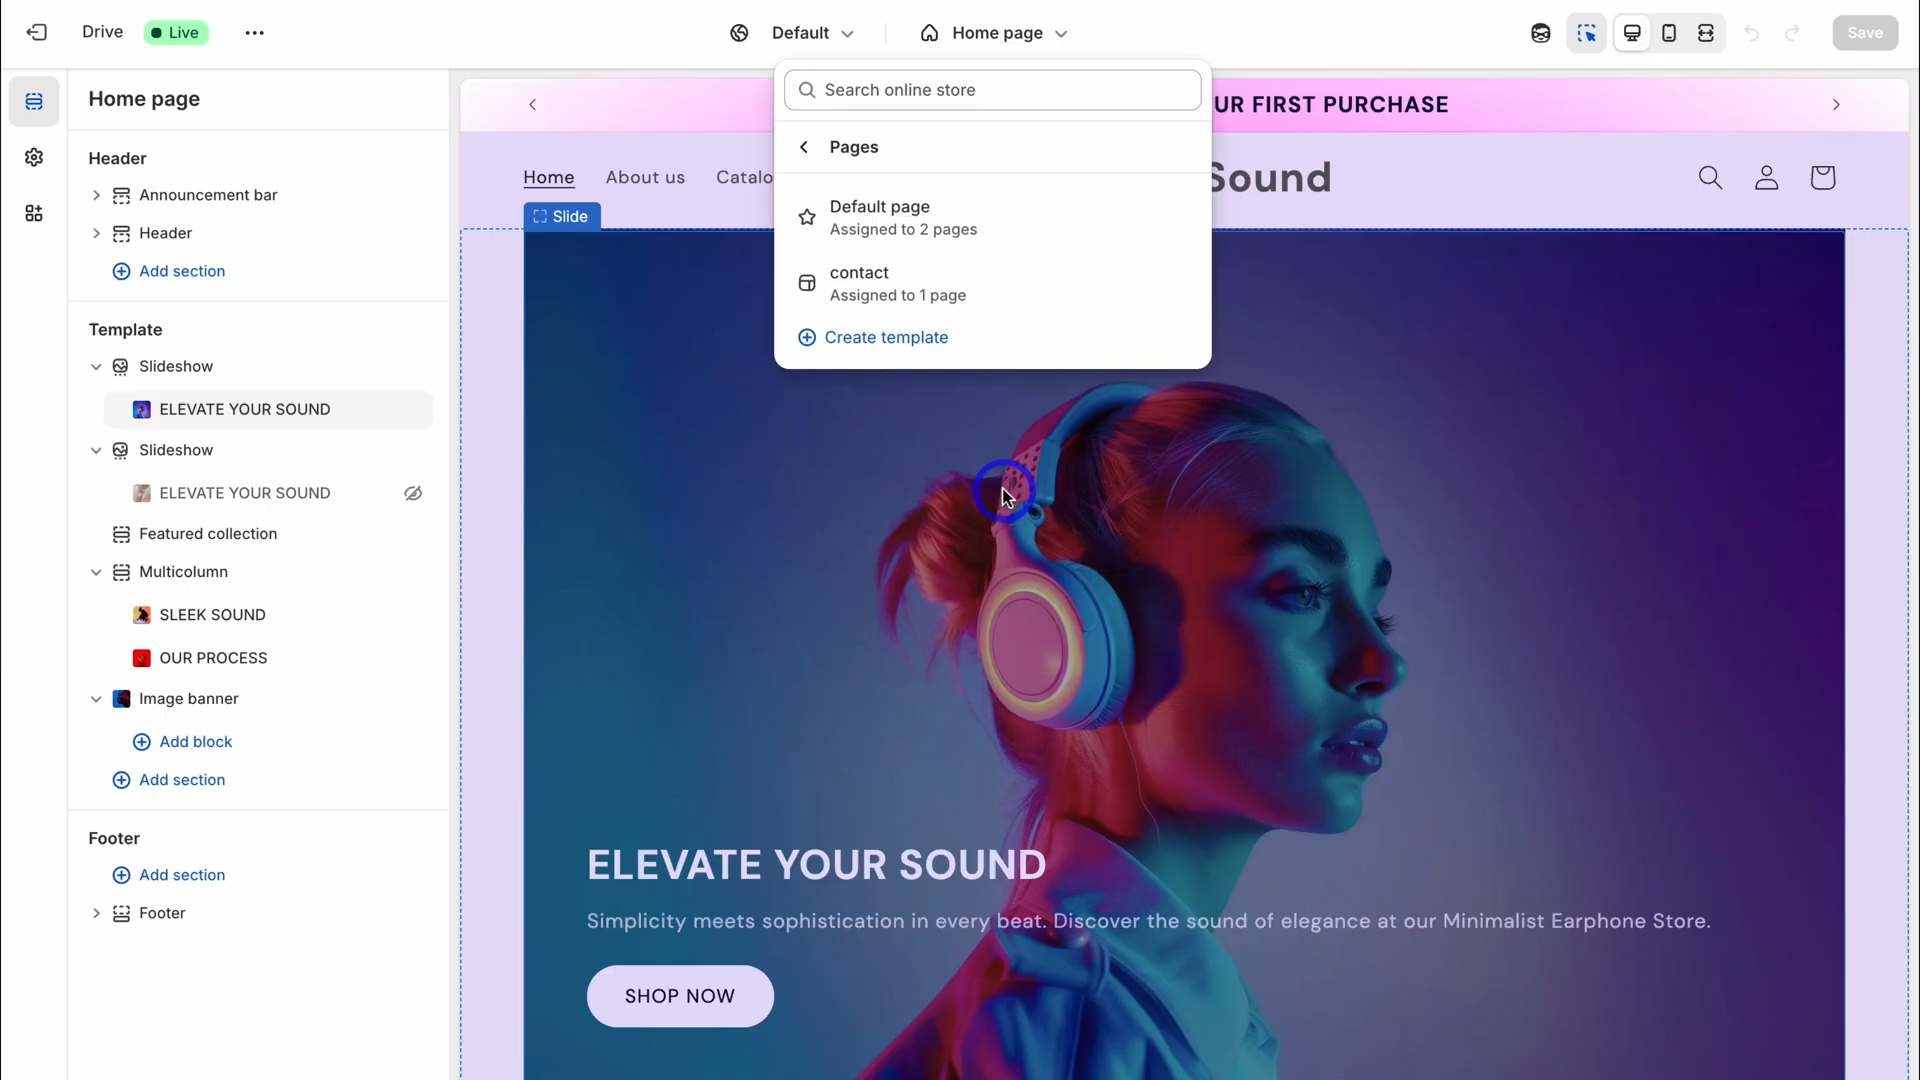 Drive
Live
Default
Home page
Save
Home page
Header
Announcement bar
Header
Add section
Template
Slideshow
ELEVATE YOUR SOUND
Slideshow
ELEVATE YOUR SOUND
Featured collection
Multicolumn
SLEEK SOUND
OUR PROCESS
Image banner
Add block
Add section
Footer
Add section
Footer
Search online store
Pages
Default page
Assigned to 2 pages
contact
Assigned to 1 page
Create template
FIRST PURCHASE
Home
About us
Sound
Slide
ELEVATE YOUR SOUND
Simplicity meets sophistication in every beat. Discover the sound of elegance at our Minimalist Earphone Store.
SHOP NOW